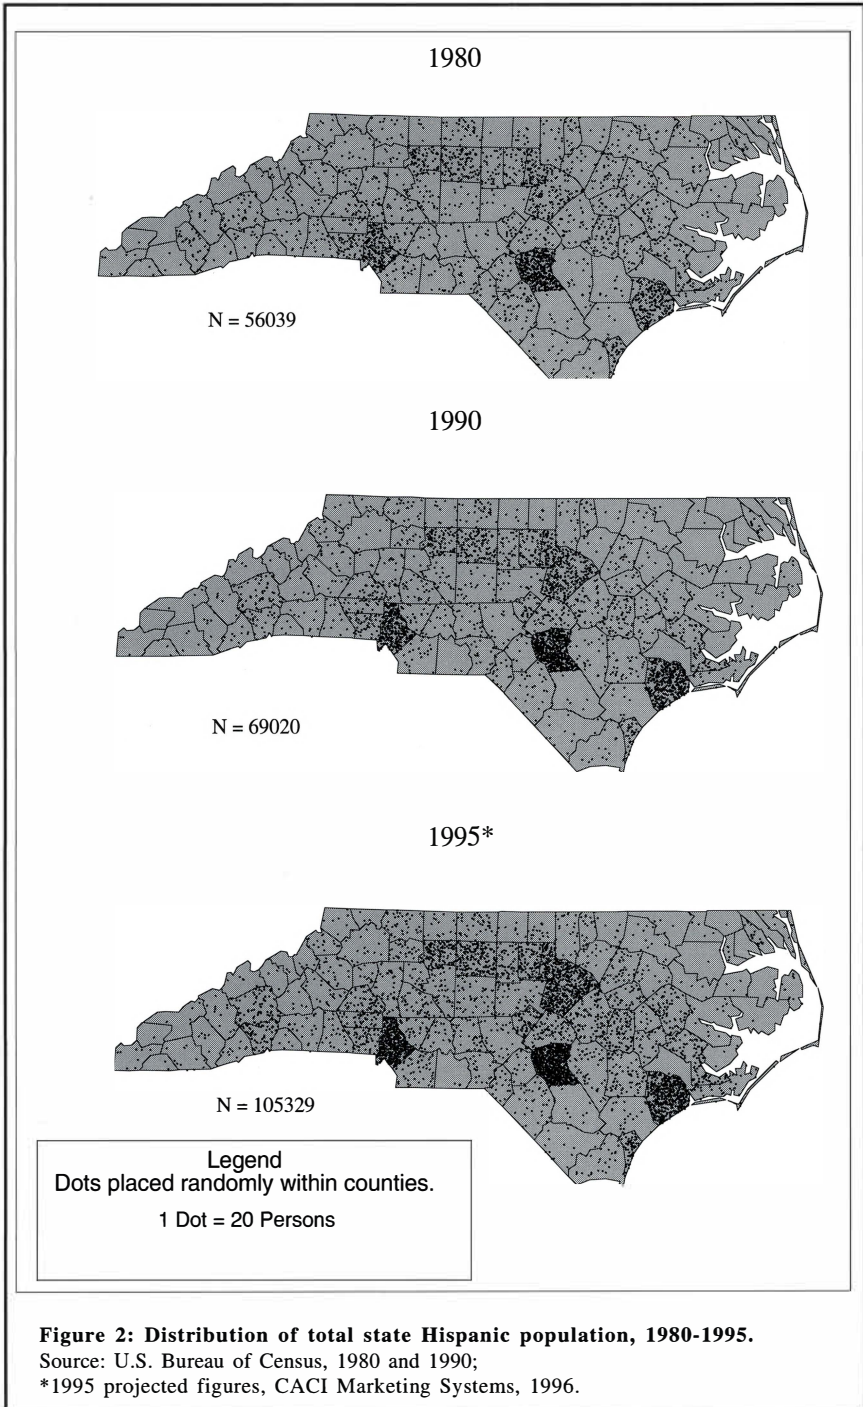 1980
N = 56039
1990
N = 69020
1995*
N = 105329
Legend
Dots placed randomly within counties.
1 Dot = 20 Persons
Figure 2: Distribution of total state Hispanic population, 1980-1995.
Source: U.S. Bureau of Census, 1980 and 1990;
*1995 projected figures, CACI Marketing Systems, 1996.